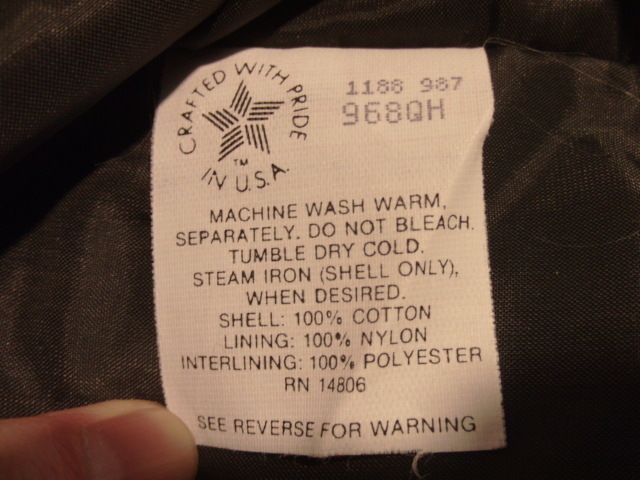 CRAFTED WITH PRIDE
IN U.S.A.
TM
1188 987
968QH
MACHINE WASH WARM,
SEPARATELY. DO NOT BLEACH.
TUMBLE DRY COLD.
STEAM IRON (SHELL ONLY),
WHEN DESIRED.
SHELL: 100% COTTON
LINING: 100% NYLON
INTERLINING: 100% POLYESTER
RN 14806
SEE REVERSE FOR WARNING